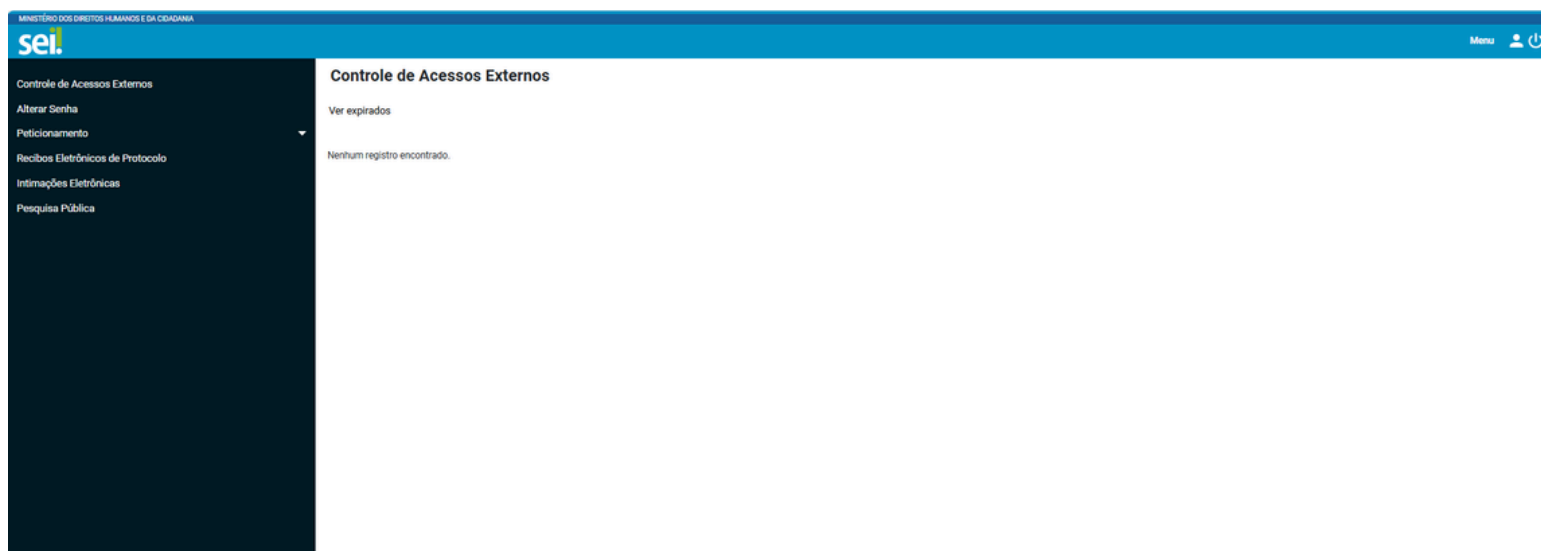 MINISTÉRIO DOS DIREITOS HUMANOS E DA CIDADANIA
sei!
Menu
Controle de Acessos Externos
Alterar Senha
Peticionamento
Recibos Eletrônicos de Protocolo
Intimações Eletrônicas
Pesquisa Pública
Controle de Acessos Externos
Ver expirados
Nenhum registro encontrado.